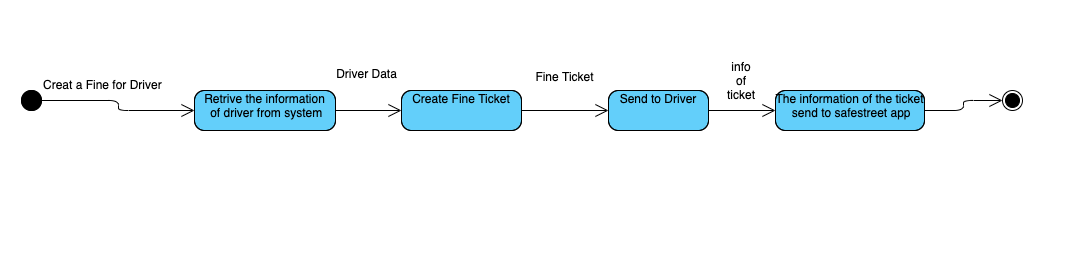 Creat a Fine for Driver
Retrive the information
of driver from system
Driver Data
Create Fine Ticket
Fine Ticket
Send to Driver
info
of
ticket
The information of the ticket
send to safestreet app